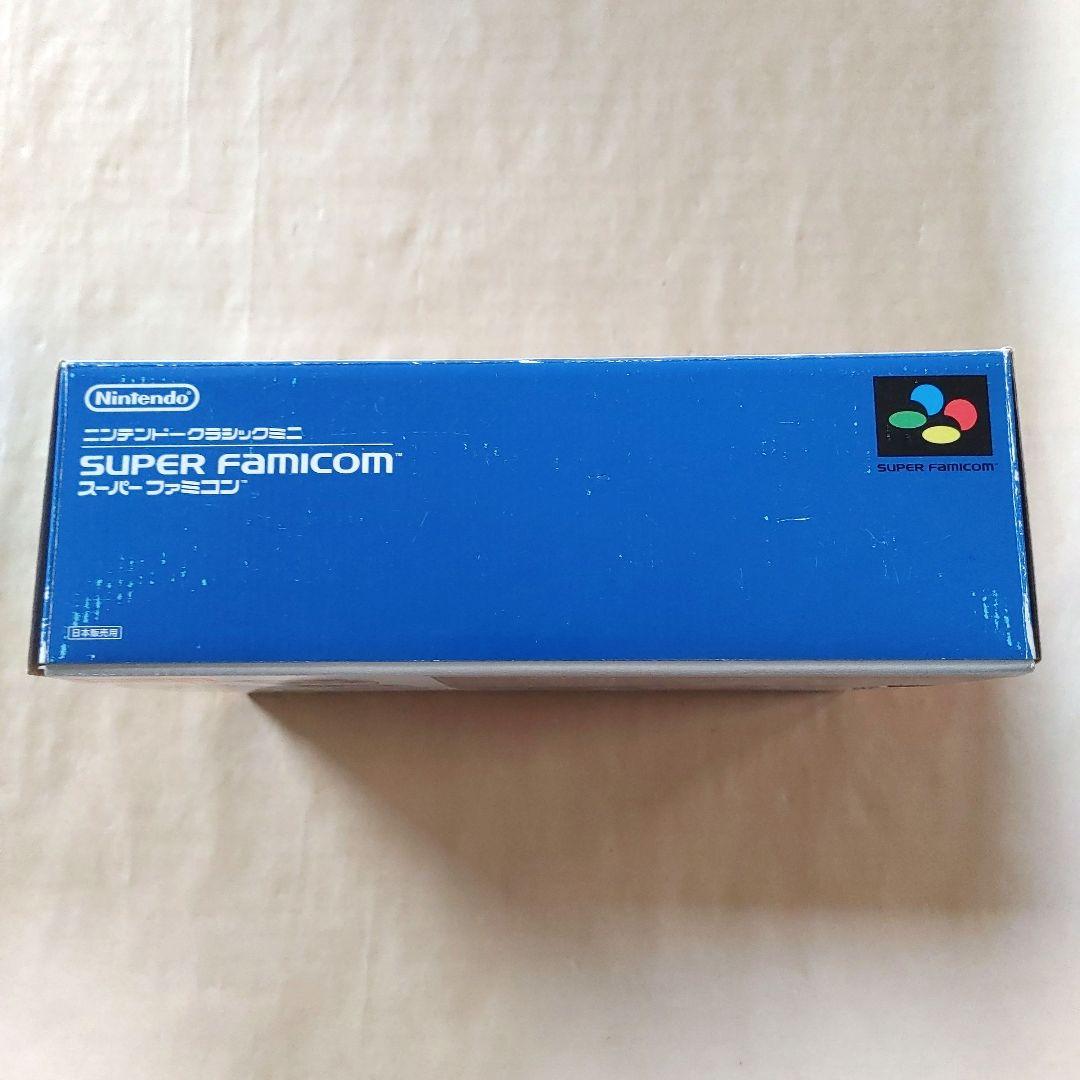 Nintendo®
ニンテンドークラシックミニ
SUPER FAMICOM™
スーパーファミコン™
日本販売用
SUPER FAMICOM™